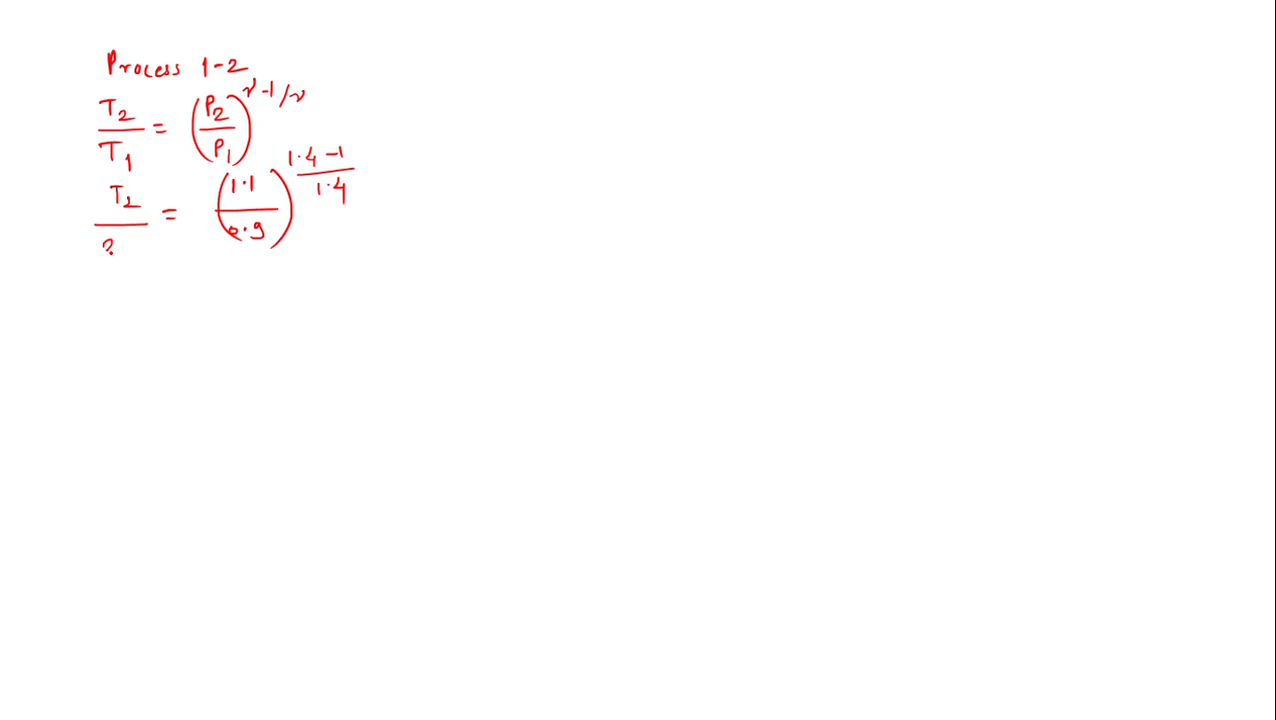 Process 1-2
T2/T1 = (P2/P1)^γ-1/γ
T2/? = (1.1/0.9)^(1.4-1)/1.4